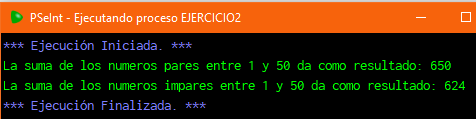 PSeInt - Ejecutando proceso EJERCICIO2
*** Ejecución Iniciada. ***
La suma de los numeros pares entre 1 y 50 da como resultado: 650
La suma de los numeros impares entre 1 y 50 da como resultado: 624
*** Ejecución Finalizada. ***